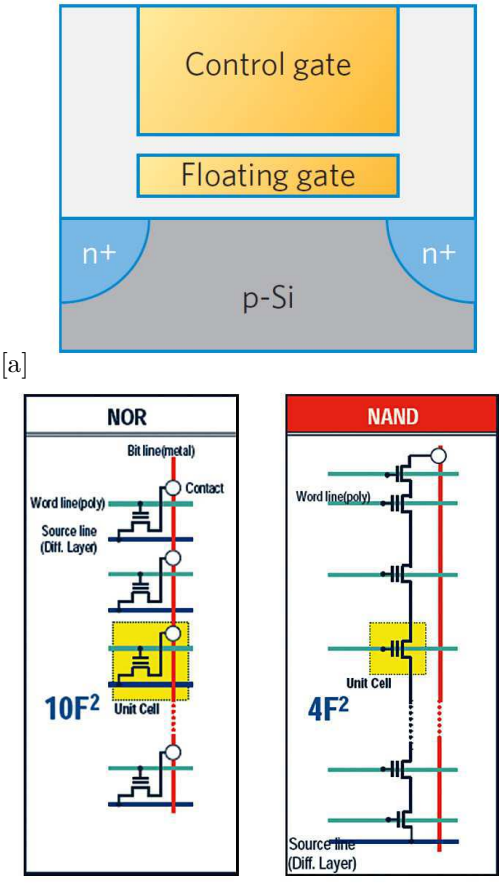 Control gate
Floating gate
n+
n+
p-Si
[a]
NOR
Bit line(metal)
Contact
Word line(poly)
Source line
(Diff. Layer)
Unit Cell
10F²
NAND
Word line(poly)
Unit Cell
4F²
Source line
(Diff. Layer)